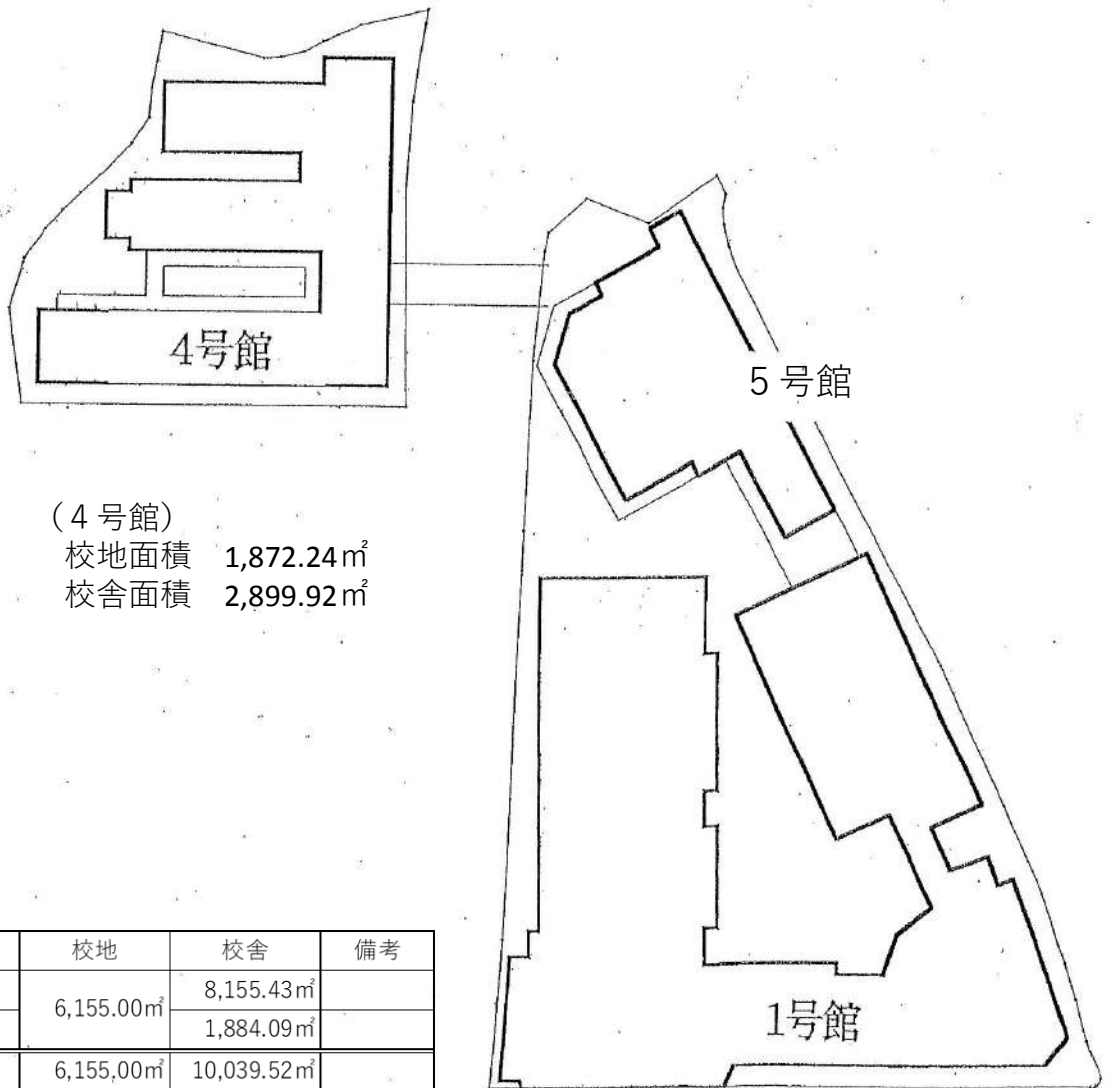 4号館
5号館
(4号館)
校地面積 1,872.24㎡
校舎面積 2,899.92㎡
校地 校舎 備考
6,155.00㎡ 8,155.43㎡
1,884.09㎡
6,155,00㎡ 10,039.52㎡
1号館